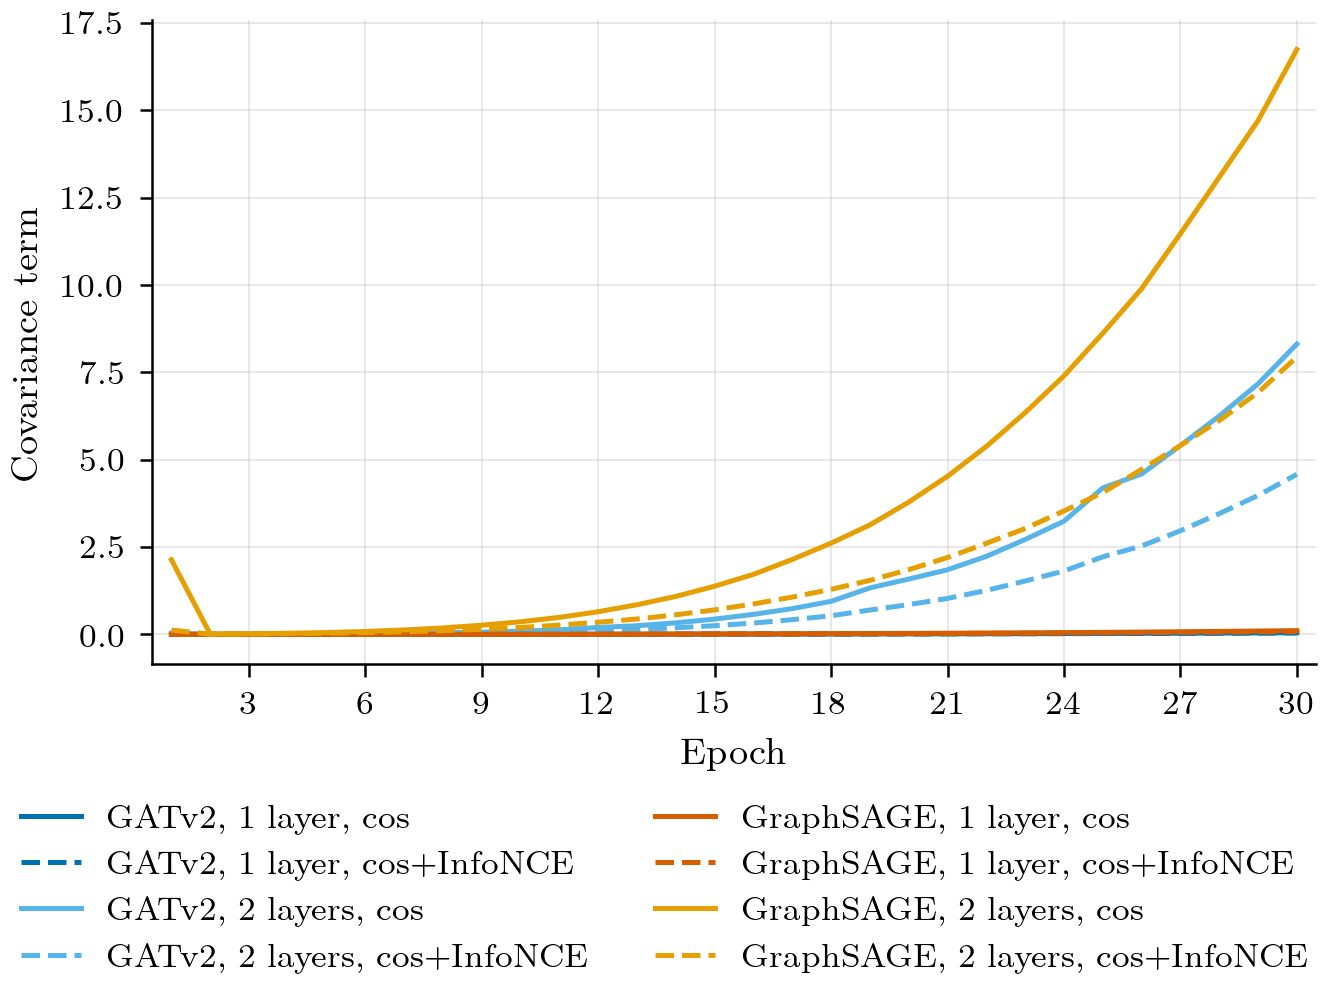 17.5
15.0
12.5
10.0
7.5
5.0
2.5
0.0
Covariance term
3 6 9 12 15 18 21 24 27 30
Epoch
GATv2, 1 layer, cos
GATv2, 1 layer, cos+InfoNCE
GATv2, 2 layers, cos
GATv2, 2 layers, cos+InfoNCE
GraphSAGE, 1 layer, cos
GraphSAGE, 1 layer, cos+InfoNCE
GraphSAGE, 2 layers, cos
GraphSAGE, 2 layers, cos+InfoNCE